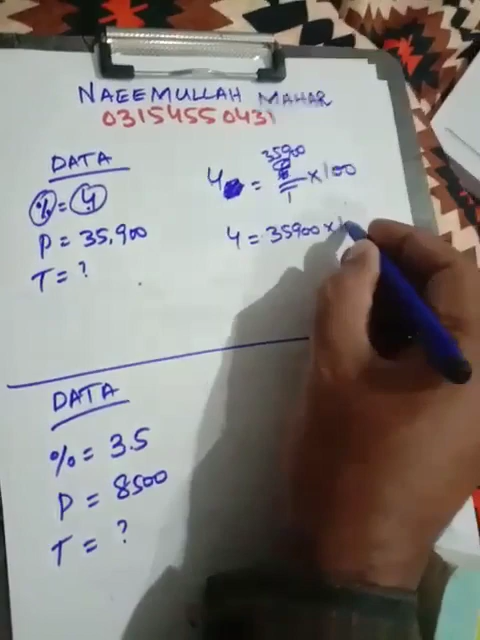 NAEEMULLAH MAHAR
03154550431
DATA
% = 4
P = 35,900
T = ?
4 = 35900/T × 100
4 = 35900 × 1
DATA
% = 3.5
P = 8500
T = ?